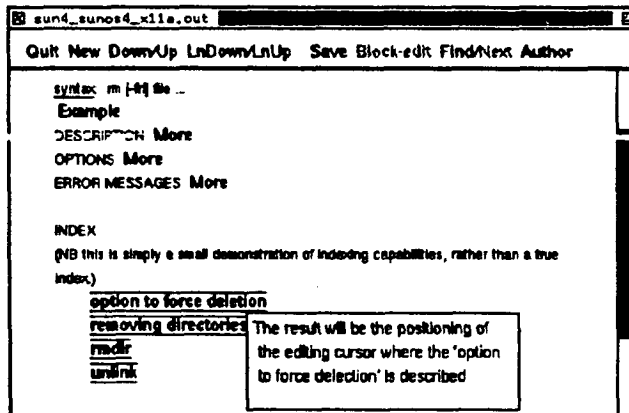 sun4_sunos4_x11a.out
Quit New Down/Up LnDown/LnUp Save Block-edit Find/Next Author
syntax rm [-fri] file ...
Example
DESCRIPTION More
OPTIONS More
ERROR MESSAGES More
INDEX
(NB this is simply a small demonstration of indexing capabilities, rather than a true
index.)
option to force deletion
removing directories
rmdir
unlink
The result will be the positioning of
the editing cursor where the 'option
to force delection' is described